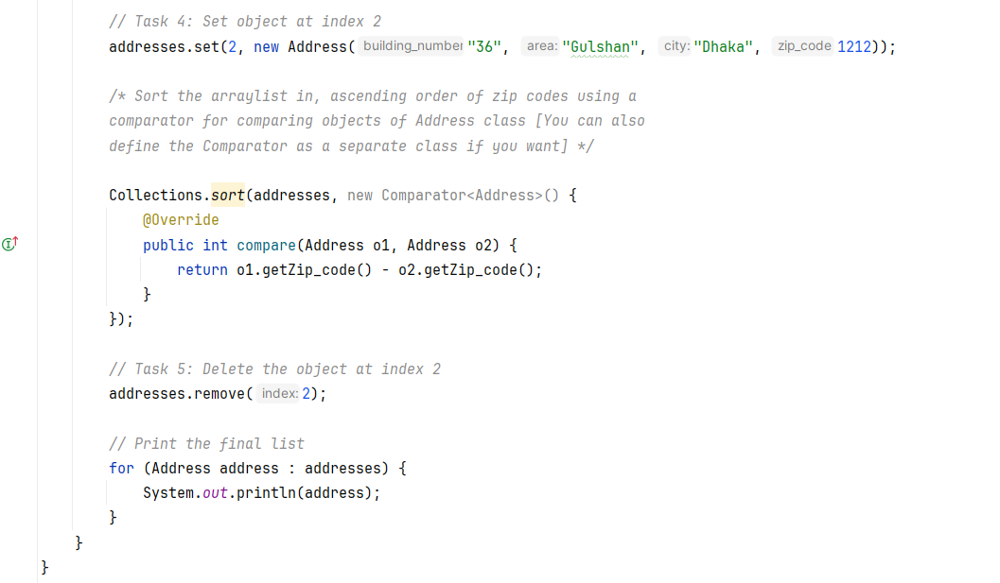 // Task 4: Set object at index 2
addresses.set(2, new Address( building_number "36", area: "Gulshan", city: "Dhaka", zip_code 1212));
/* Sort the arraylist in, ascending order of zip codes using a
comparator for comparing objects of Address class [You can also
define the Comparator as a separate class if you want] */
Collections.sort(addresses, new Comparator<Address>() {
@Override
public int compare(Address o1, Address o2) {
return o1.getZip_code() - o2.getZip_code();
}
});
// Task 5: Delete the object at index 2
addresses.remove( index: 2);
// Print the final list
for (Address address : addresses) {
System.out.println(address);
}
}
}